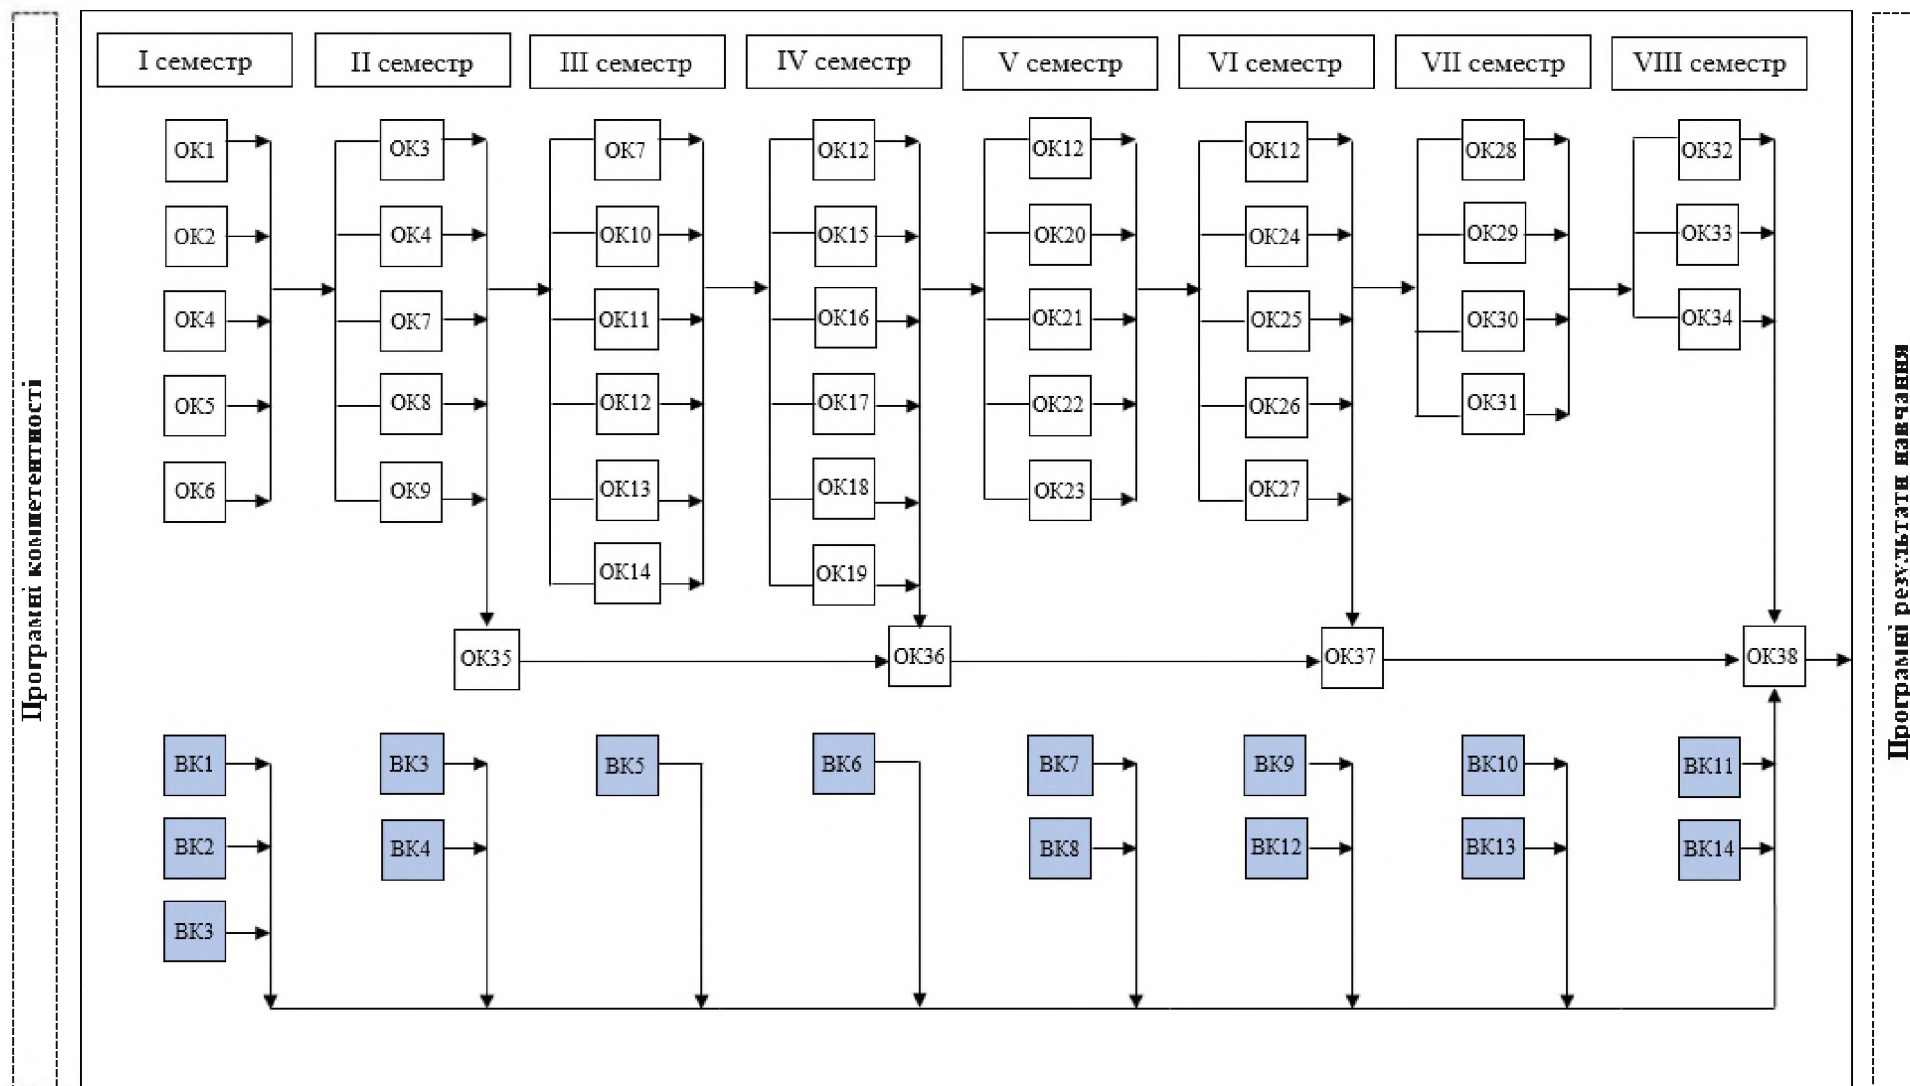 Програмні компетентності
I семестр
II семестр
III семестр
IV семестр
V семестр
VI семестр
VII семестр
VIII семестр
ОК1
ОК3
ОК7
ОК12
ОК12
ОК12
ОК28
ОК32
ОК2
ОК4
ОК10
ОК15
ОК20
ОК24
ОК29
ОК33
ОК4
ОК7
ОК11
ОК16
ОК21
ОК25
ОК30
ОК34
ОК5
ОК8
ОК12
ОК17
ОК22
ОК26
ОК31
ОК6
ОК9
ОК13
ОК18
ОК23
ОК27
ОК14
ОК19
ОК35
ОК36
ОК37
ОК38
ВК1
ВК3
ВК5
ВК6
ВК7
ВК9
ВК10
ВК11
ВК2
ВК4
ВК8
ВК12
ВК13
ВК14
ВК3
Програмні результати навчання